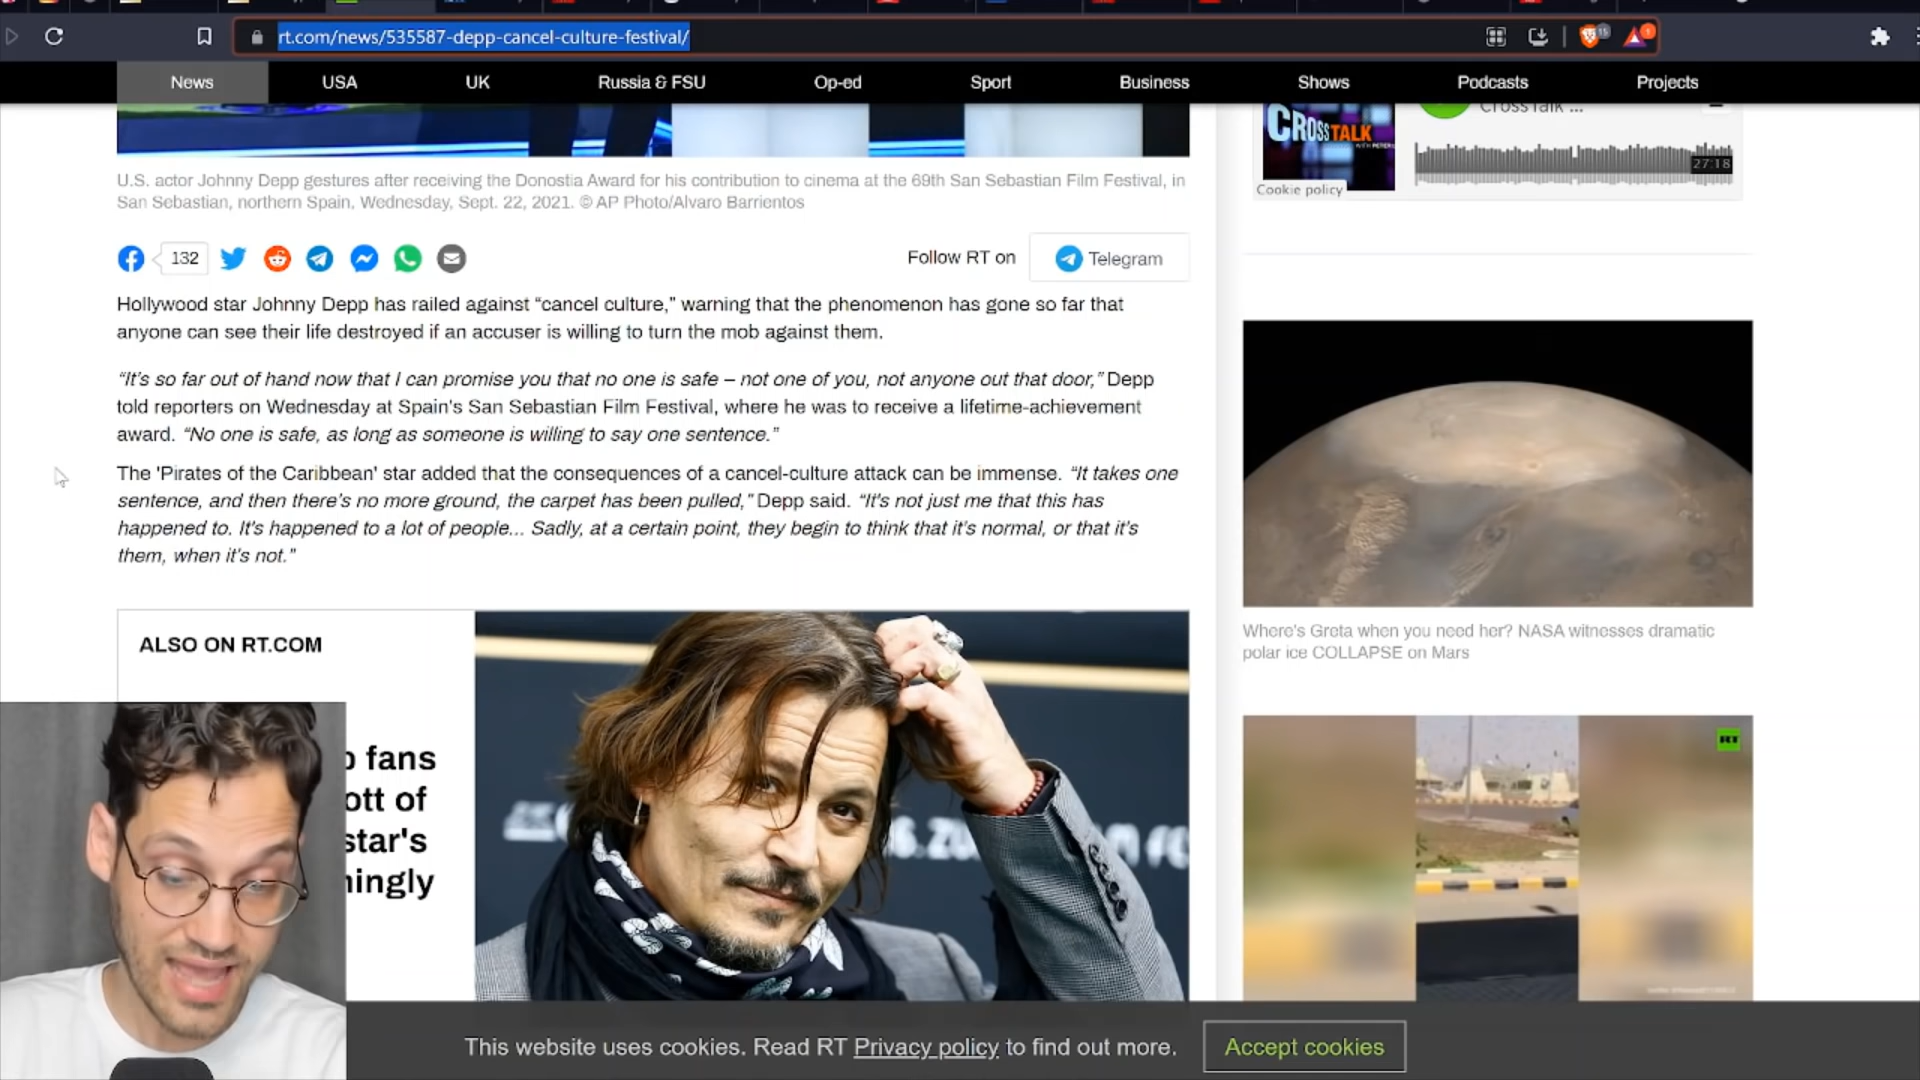 rt.com/news/535587-depp-cancel-culture-festival/
15
1
News
USA
UK
Russia & FSU
Op-ed
Sport
Business
Shows
Podcasts
Projects
CrossTalk ...
CROSSTALK
27:18
Cookie policy
U.S. actor Johnny Depp gestures after receiving the Donostia Award for his contribution to cinema at the 69th San Sebastian Film Festival, in
San Sebastian, northern Spain, Wednesday, Sept. 22, 2021. © AP Photo/Alvaro Barrientos
132
Follow RT on
Telegram
Hollywood star Johnny Depp has railed against “cancel culture,” warning that the phenomenon has gone so far that
anyone can see their life destroyed if an accuser is willing to turn the mob against them.
“It’s so far out of hand now that I can promise you that no one is safe – not one of you, not anyone out that door,” Depp
told reporters on Wednesday at Spain's San Sebastian Film Festival, where he was to receive a lifetime-achievement
award. “No one is safe, as long as someone is willing to say one sentence.”
The 'Pirates of the Caribbean' star added that the consequences of a cancel-culture attack can be immense. “It takes one
sentence, and then there’s no more ground, the carpet has been pulled,” Depp said. “It’s not just me that this has
happened to. It’s happened to a lot of people... Sadly, at a certain point, they begin to think that it’s normal, or that it’s
them, when it’s not.”
ALSO ON RT.COM
fans
ott of
star's
ningly
Where's Greta when you need her? NASA witnesses dramatic
polar ice COLLAPSE on Mars
RT
This website uses cookies. Read RT Privacy policy to find out more.
Accept cookies